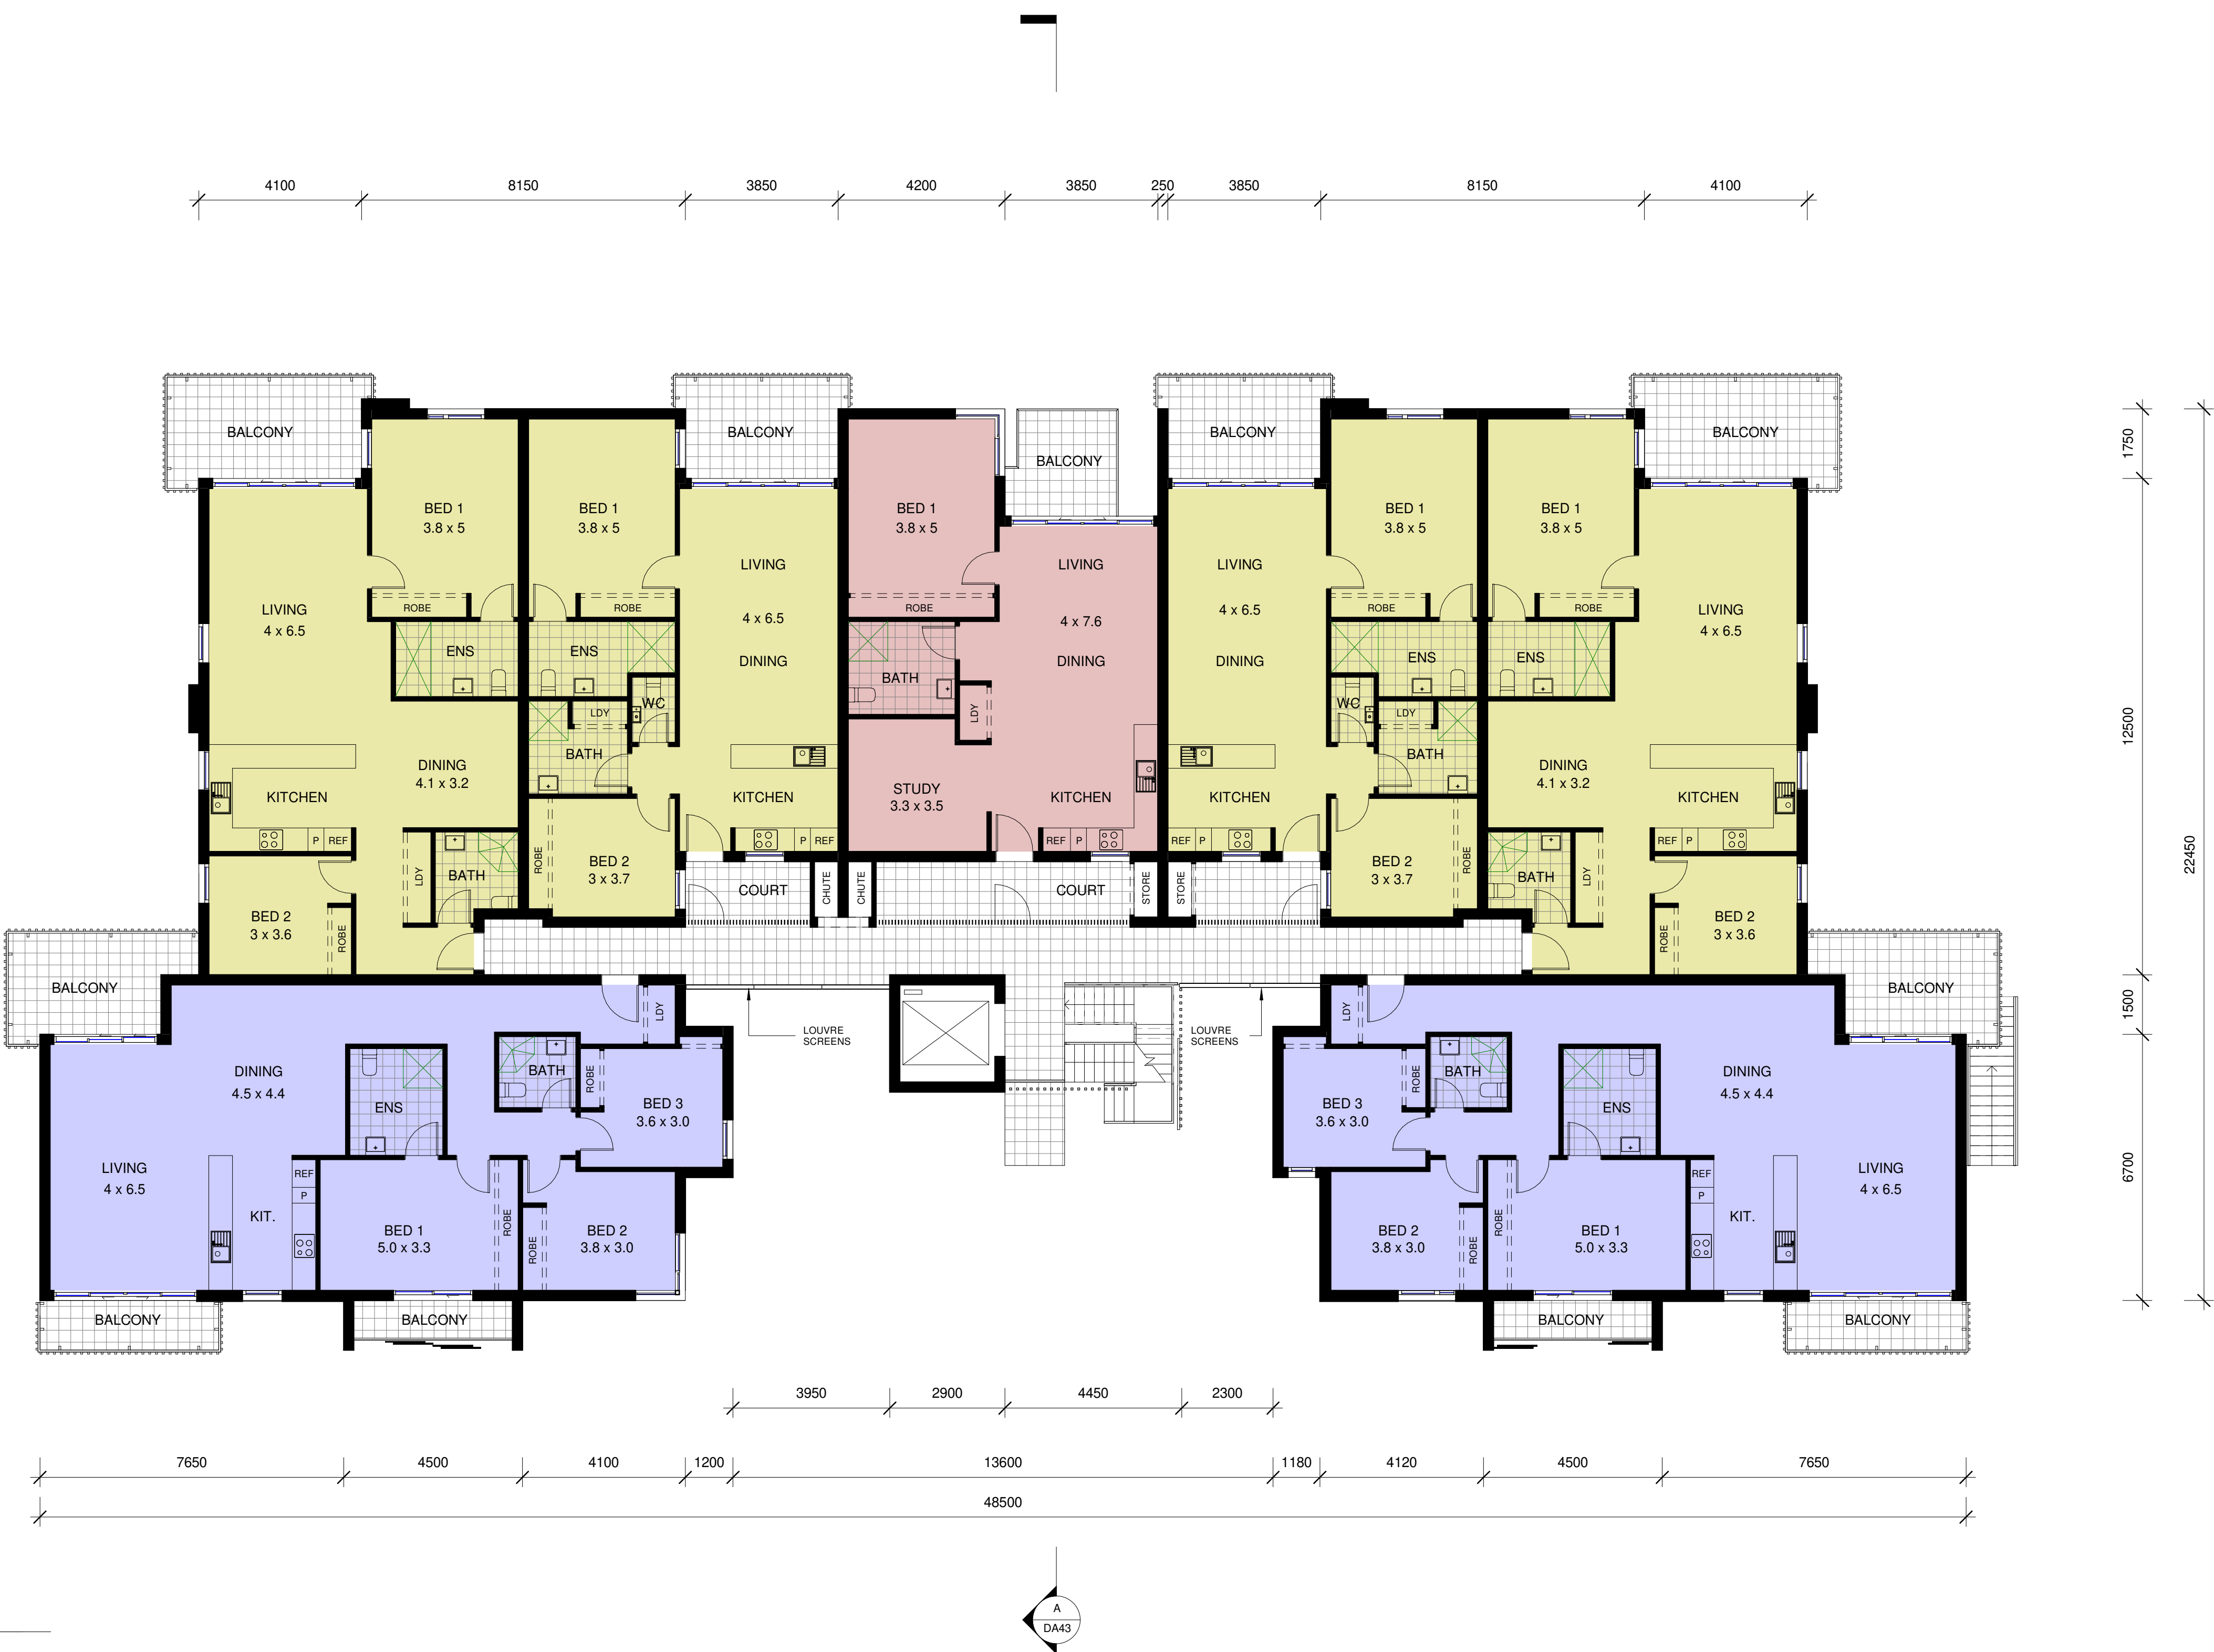 4100 8150 3850 4200 3850 250 3850 8150 4100
BALCONY BALCONY BALCONY BALCONY BALCONY
1750
BED 1 BED 1 BED 1 BED 1 BED 1
3.8 x 5 3.8 x 5 3.8 x 5 3.8 x 5 3.8 x 5
LIVING LIVING LIVING
LIVING LIVING
4 x 6.5 4 x 6.5 4 x 7.6 4 x 6.5 4 x 6.5
ROBE ROBE ROBE ROBE ROBE
ENS ENS ENS ENS
DINING DINING DINING
BATH
WC WC
LDY LDY LDY
BATH BATH
12500
DINING DINING
4.1 x 3.2 4.1 x 3.2
STUDY
3.3 x 3.5
KITCHEN KITCHEN KITCHEN KITCHEN KITCHEN
P REF P REF REF P REF P REF P
22450
BED 2 BED 2
3 x 3.7 3 x 3.7
ROBE ROBE
LDY BATH BATH LDY
COURT CHUTE CHUTE COURT STORE STORE
BED 2 BED 2
3 x 3.6 3 x 3.6
ROBE ROBE
BALCONY BALCONY
1500
LDY LDY
LOUVRE LOUVRE
SCREENS SCREENS
DINING DINING
4.5 x 4.4 4.5 x 4.4
BATH BATH
ROBE ROBE
ENS ENS
BED 3 BED 3
3.6 x 3.0 3.6 x 3.0
LIVING LIVING
4 x 6.5 4 x 6.5
REF REF
P P
6700
KIT. KIT.
BED 1 BED 2 BED 2 BED 1
5.0 x 3.3 3.8 x 3.0 3.8 x 3.0 5.0 x 3.3
ROBE ROBE ROBE ROBE
BALCONY BALCONY BALCONY BALCONY
3950 2900 4450 2300
7650 4500 4100 1200 13600 1180 4120 4500 7650
48500
A
DA43